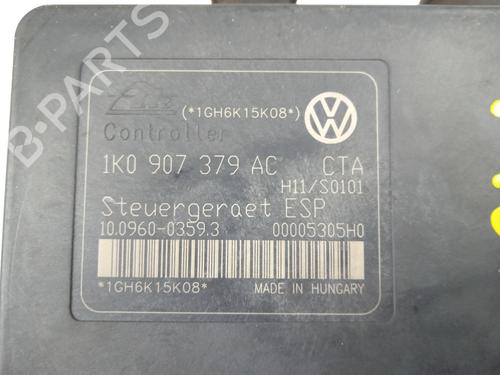 B-PARTS
(*1GH6K15K08*)
Controller
1K0 907 379 AC CTA
H11/S0101
Steuergeraet ESP
10.0960-0359.3 00005305H0
*1GH6K15K08* MADE IN HUNGARY